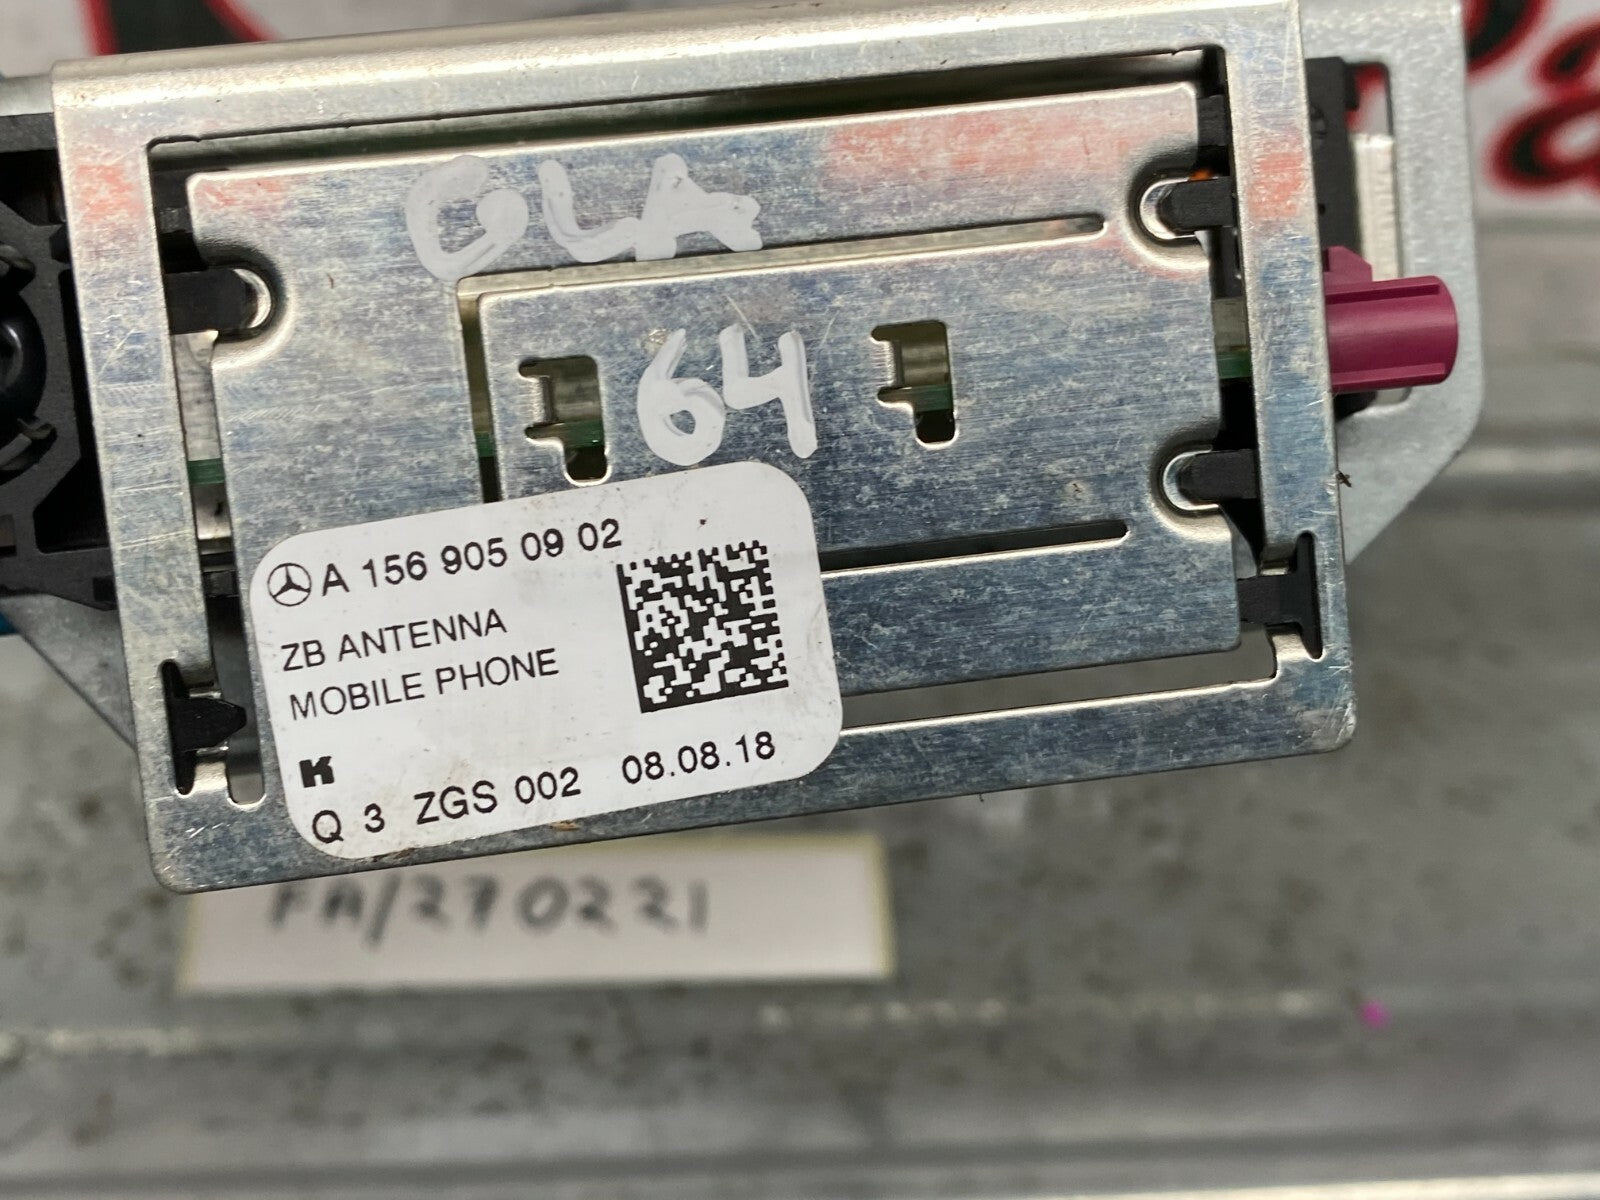 GLA
64
A 156 905 09 02
ZB ANTENNA
MOBILE PHONE
K
Q 3 ZGS 002 08.08.18
FA/270221